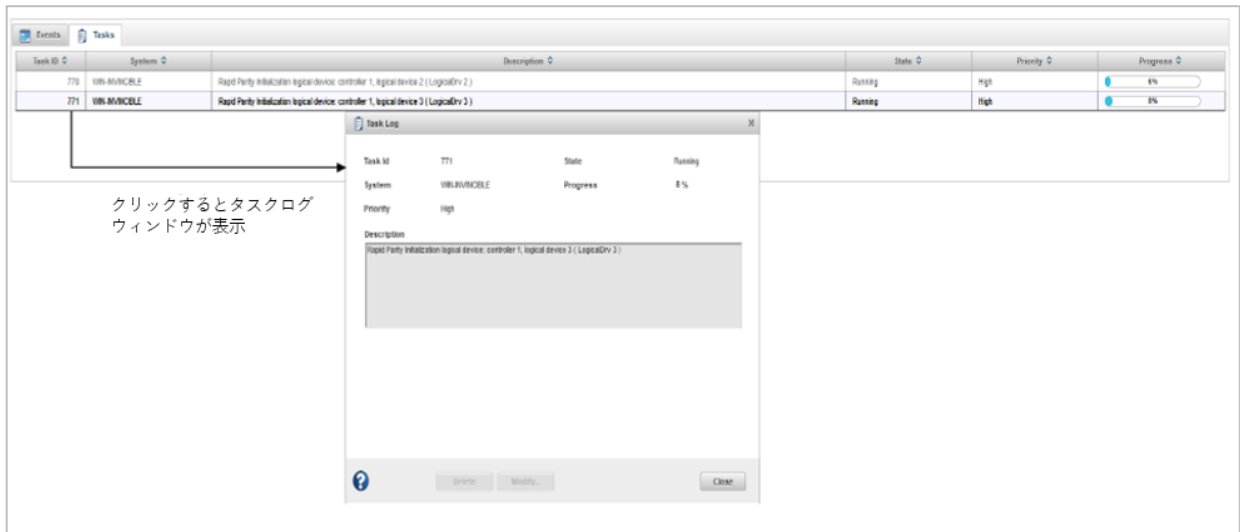 Events Tasks
Task ID System Description State Priority Progress
770 WIN-INVINCIBLE Rapid Parity Initialization logical device: controller 1, logical device 2 ( LogicalDrv 2 ) Running High 6%
771 WIN-INVINCIBLE Rapid Parity Initialization logical device: controller 1, logical device 3 ( LogicalDrv 3 ) Running High 8%
Task Log
Task Id 771 State Running
System WIN-INVINCIBLE Progress 8 %
Priority High
Description
Rapid Parity Initialization logical device: controller 1, logical device 3 ( LogicalDrv 3 )
クリックするとタスクログ
ウィンドウが表示
Delete Modify... Close